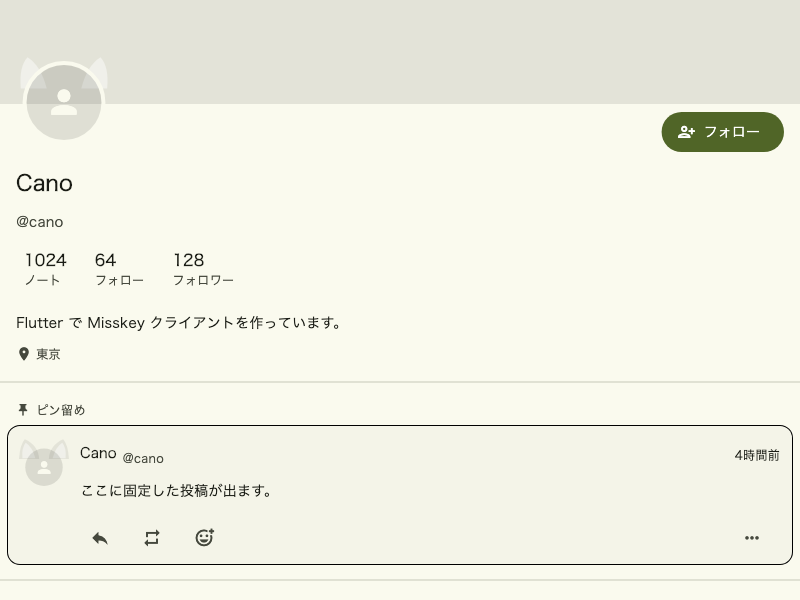 フォロー
Cano
@cano
1024 64 128
ノート フォロー フォロワー
Flutter で Misskey クライアントを作っています。
東京
ピン留め
Cano @cano 4時間前
ここに固定した投稿が出ます。